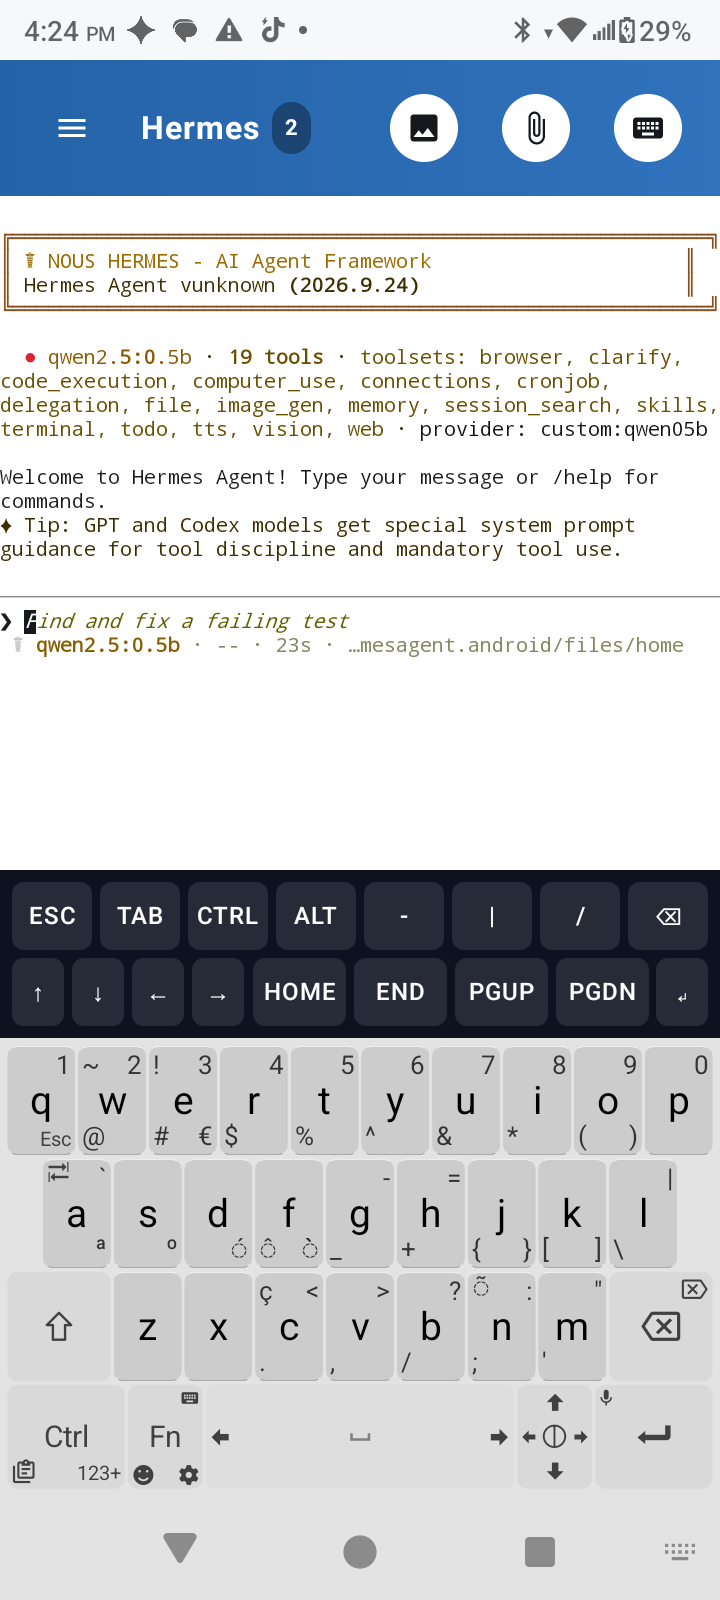 4:24 PM
29%
Hermes 2
NOUS HERMES - AI Agent Framework
Hermes Agent vunknown (2026.9.24)
● qwen2.5:0.5b · 19 tools · toolsets: browser, clarify,
code_execution, computer_use, connections, cronjob,
delegation, file, image_gen, memory, session_search, skills,
terminal, todo, tts, vision, web · provider: custom:qwen05b
Welcome to Hermes Agent! Type your message or /help for
commands.
✦ Tip: GPT and Codex models get special system prompt
guidance for tool discipline and mandatory tool use.
❯ Find and fix a failing test
qwen2.5:0.5b · -- · 23s · …mesagent.android/files/home
ESC TAB CTRL ALT - | / ⌫
↑ ↓ ← → HOME END PGUP PGDN ↲
1 ~ 2 ! 3 4 5 6 7 8 9 0
q w e r t y u i o p
Esc @ # € $ % ^ & * ( )
` - = |
a s d f g h j k l
a o ó ô ò _ + { } [ ] \
ç < > ? õ : "
z x c v b n m
. , / ; '
Ctrl Fn
123+